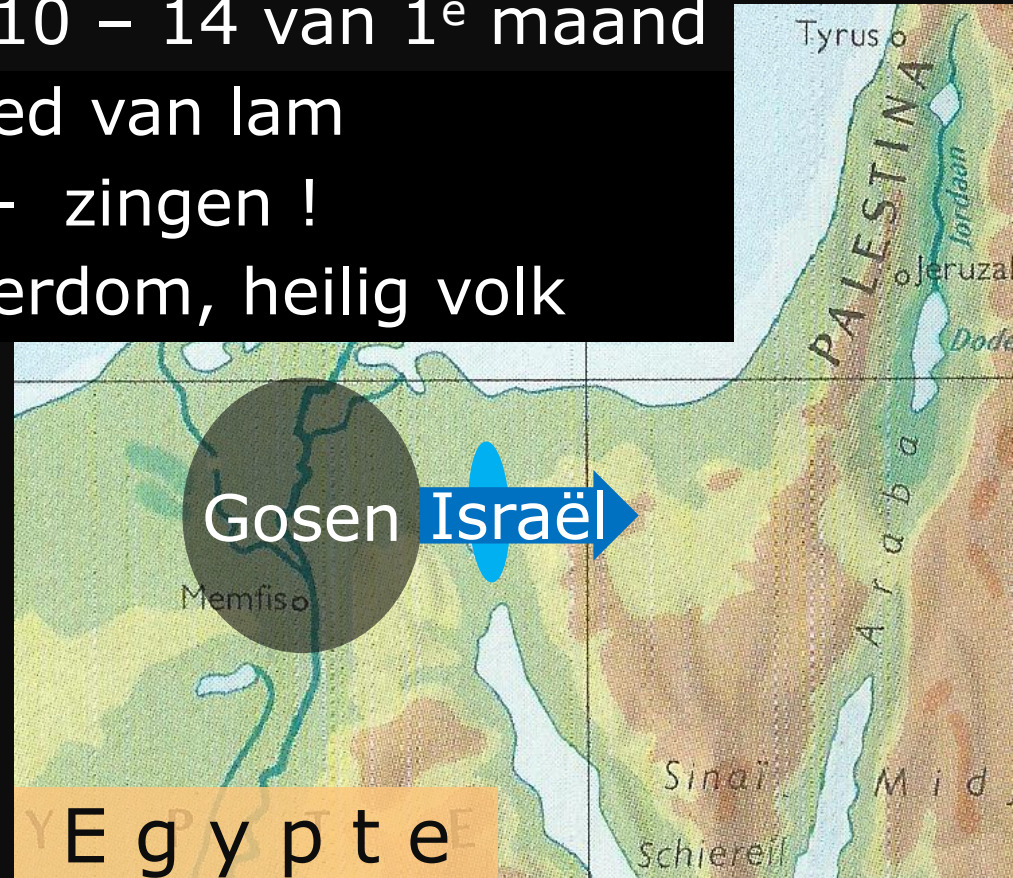 10 – 14 van 1e maand
ed van lam
– zingen !
erdom, heilig volk
Tyrus
PALESTINA
Jordaan
Jeruzal
Dode
Araba
Gosen
Israël
Memfis
Sinaï
Mid
Schiereil
Egypte